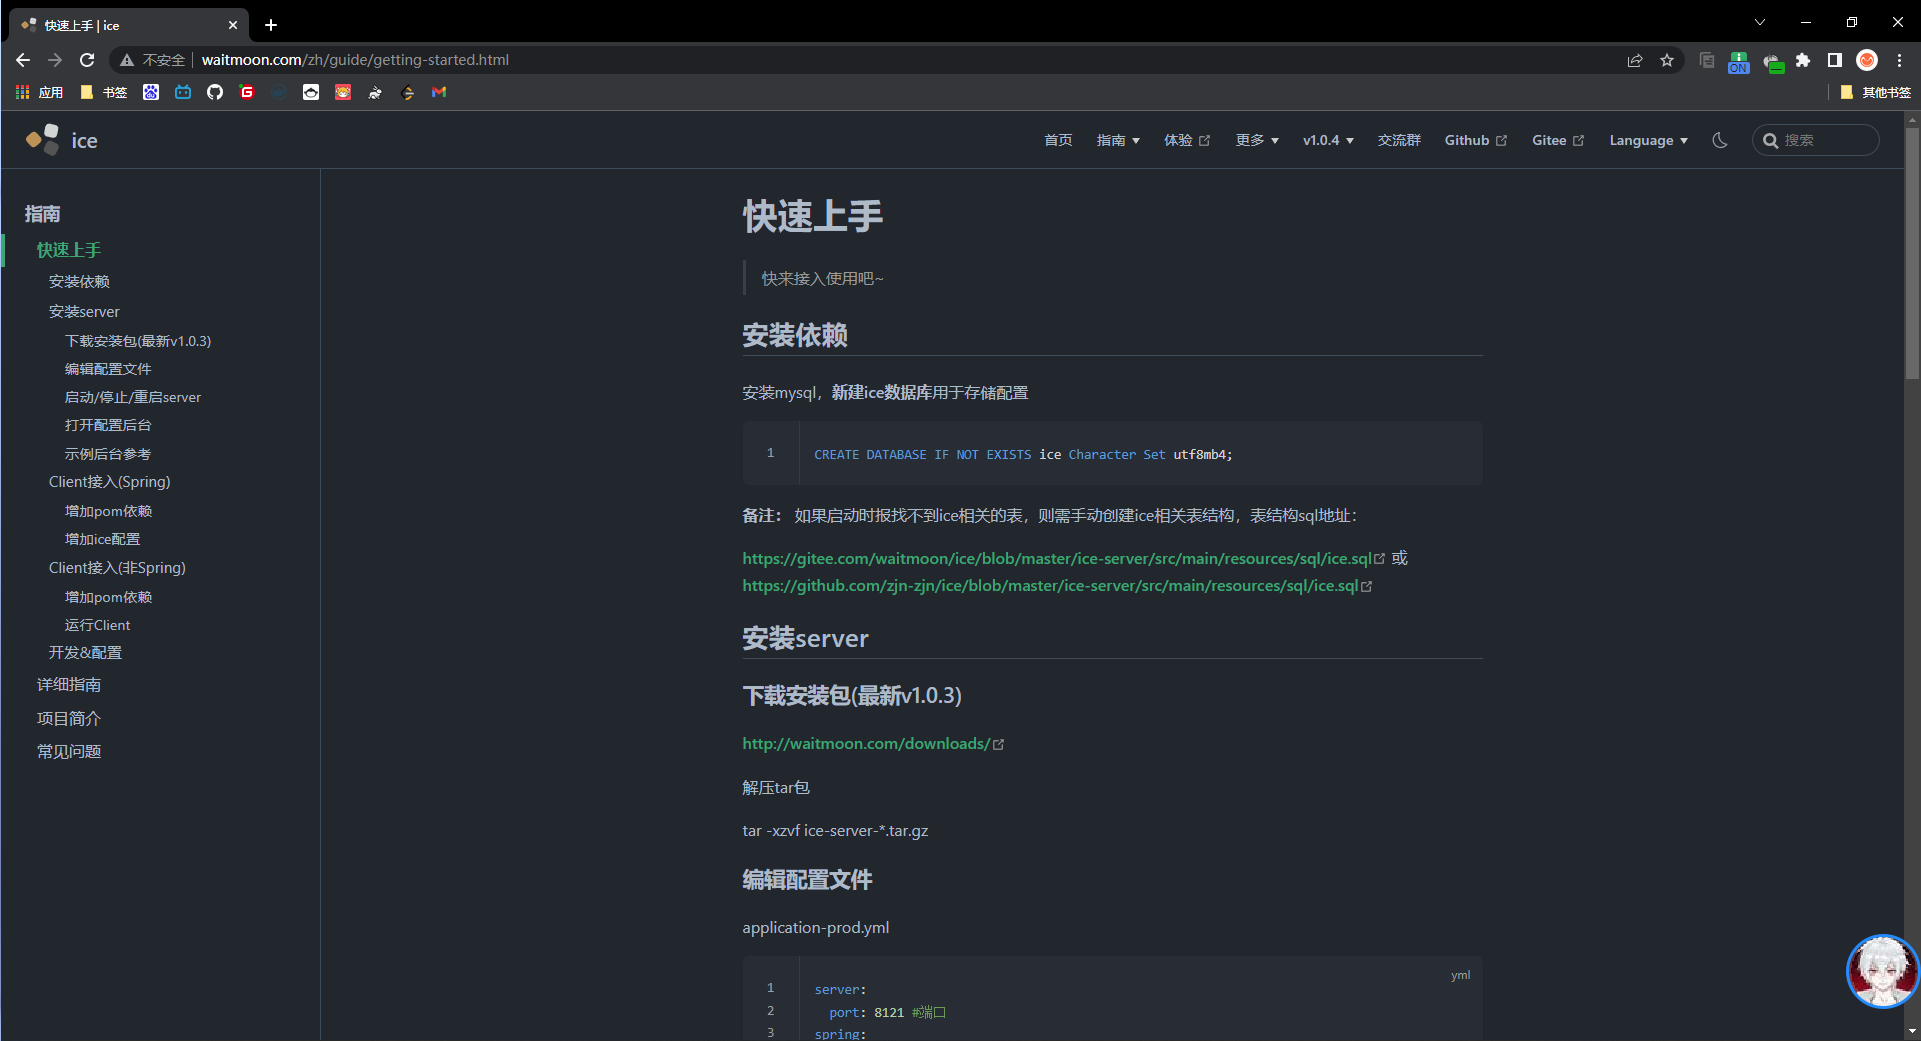 快速上手 | ice
不安全 waitmoon.com/zh/guide/getting-started.html
ON
应用 书签 其他书签
ice 首页 指南 体验 更多 v1.0.4 交流群 Github Gitee Language 搜索
指南
快速上手
安装依赖
安装server
下载安装包(最新v1.0.3)
编辑配置文件
启动/停止/重启server
打开配置后台
示例后台参考
Client接入(Spring)
增加pom依赖
增加ice配置
Client接入(非Spring)
增加pom依赖
运行Client
开发&配置
详细指南
项目简介
常见问题
快速上手
快来接入使用吧~
安装依赖
安装mysql，新建ice数据库用于存储配置
1 CREATE DATABASE IF NOT EXISTS ice Character Set utf8mb4;
备注： 如果启动时报找不到ice相关的表，则需手动创建ice相关表结构，表结构sql地址：
https://gitee.com/waitmoon/ice/blob/master/ice-server/src/main/resources/sql/ice.sql 或
https://github.com/zjn-zjn/ice/blob/master/ice-server/src/main/resources/sql/ice.sql
安装server
下载安装包(最新v1.0.3)
http://waitmoon.com/downloads/
解压tar包
tar -xzvf ice-server-*.tar.gz
编辑配置文件
application-prod.yml
yml
1 server:
2 port: 8121 #端口
3 spring: